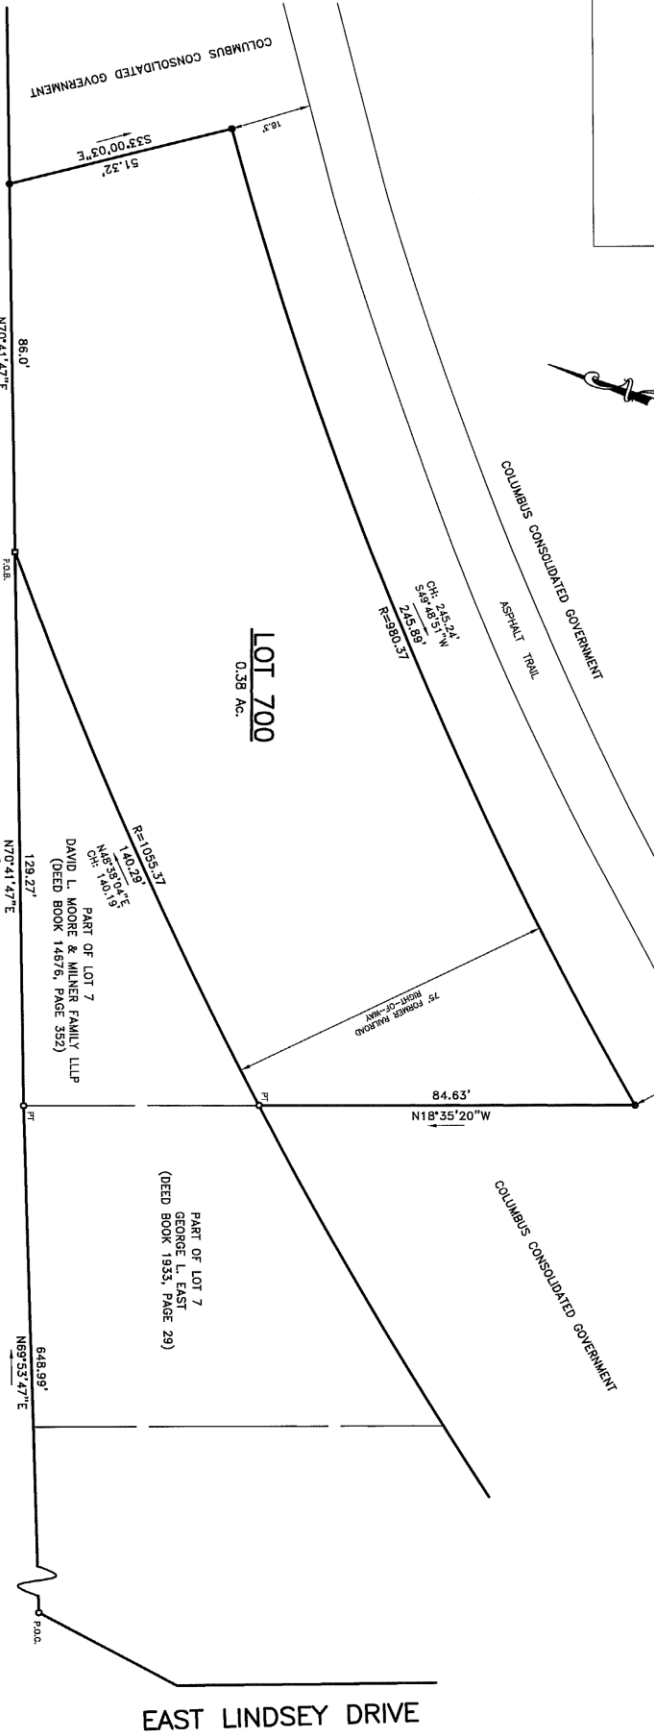 COLUMBUS CONSOLIDATED GOVERNMENT
18.3'
S33°00'03"E
51.32'
86.0'
N70°41'47"E
P.O.B.
COLUMBUS CONSOLIDATED GOVERNMENT
ASPHALT TRAIL
CH: 245.24'
S49°48'51"W
245.89'
R=980.37
LOT 700
0.38 Ac.
R=1055.37
140.29'
N48°38'04"E
CH: 140.19'
129.27'
N70°41'47"E
PART OF LOT 7
DAVID L. MOORE & MILNER FAMILY LLLP
(DEED BOOK 14676, PAGE 352)
75' FORMER RAILROAD
RIGHT-OF-WAY
84.63'
N18°35'20"W
PT
PT
COLUMBUS CONSOLIDATED GOVERNMENT
PART OF LOT 7
GEORGE L. EAST
(DEED BOOK 1933, PAGE 29)
648.99'
N69°53'47"E
P.O.C.
EAST LINDSEY DRIVE